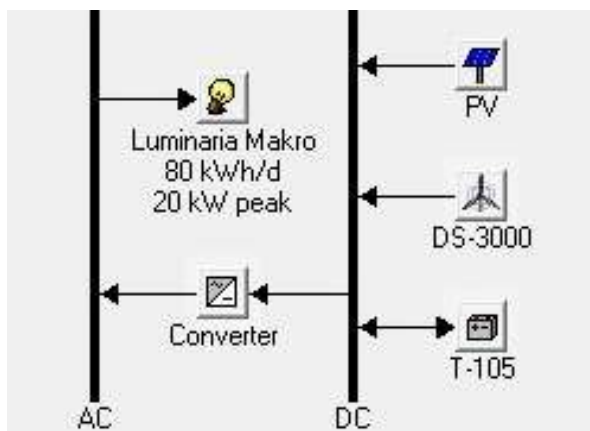 PV
Luminaria Makro
80 kWh/d
20 kW peak
DS-3000
Converter
T-105
AC
DC